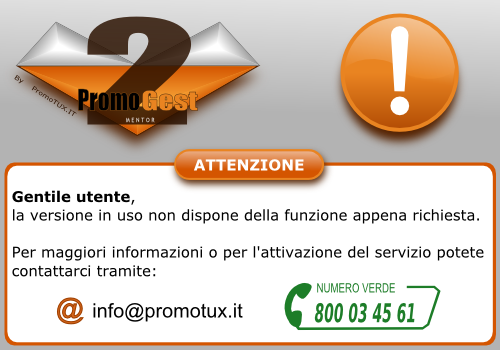 2
PromoGest
MENTOR
By PromoTUX.IT
!
ATTENZIONE
Gentile utente,
la versione in uso non dispone della funzione appena richiesta.
Per maggiori informazioni o per l'attivazione del servizio potete
contattarci tramite:
@ info@promotux.it
NUMERO VERDE
800 03 45 61